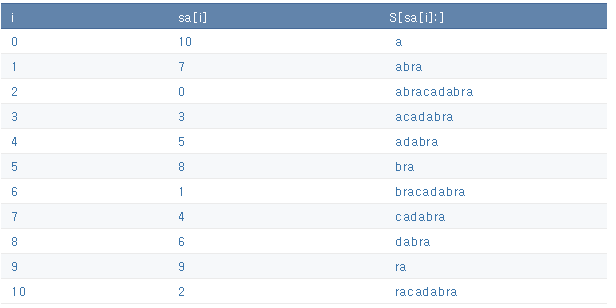 i sa[i] S[sa[i]:]
0 10 a
1 7 abra
2 0 abracadabra
3 3 acadabra
4 5 adabra
5 8 bra
6 1 bracadabra
7 4 cadabra
8 6 dabra
9 9 ra
10 2 racadabra